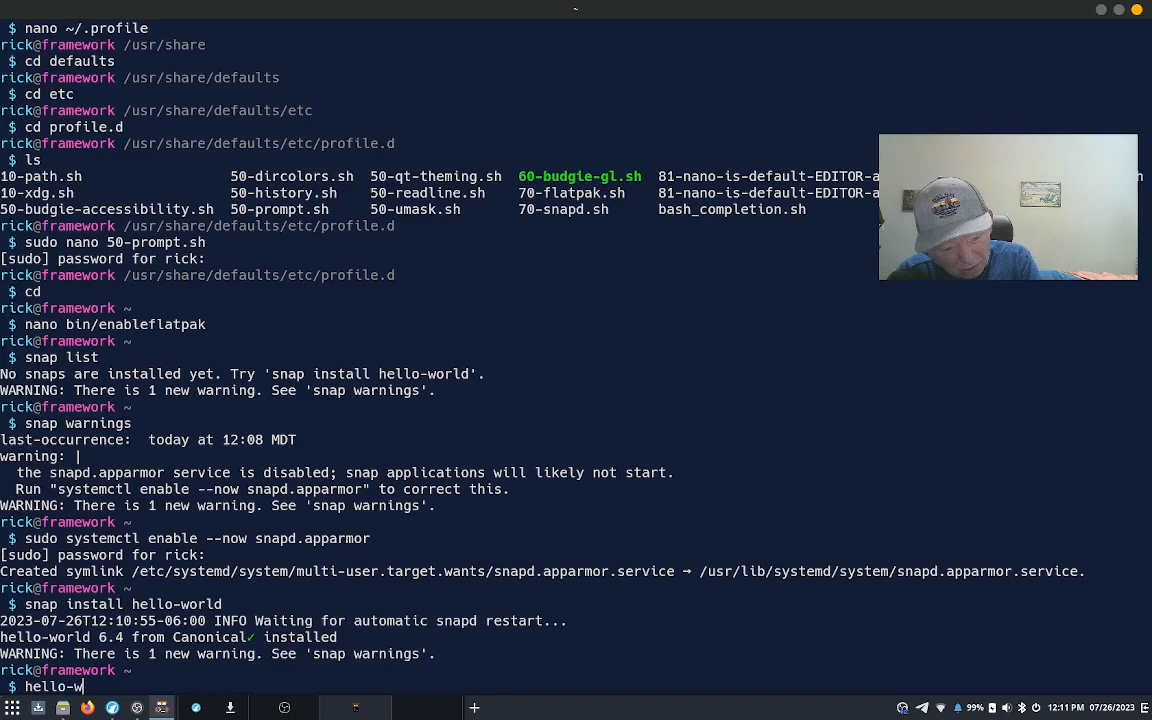 ~
$ nano ~/.profile
rick@framework /usr/share
$ cd defaults
rick@framework /usr/share/defaults
$ cd etc
rick@framework /usr/share/defaults/etc
$ cd profile.d
rick@framework /usr/share/defaults/etc/profile.d
$ ls
10-path.sh 50-dircolors.sh 50-qt-theming.sh 60-budgie-gl.sh 81-nano-is-default-EDITOR-a h
10-xdg.sh 50-history.sh 50-readline.sh 70-flatpak.sh 81-nano-is-default-EDITOR-a
50-budgie-accessibility.sh 50-prompt.sh 50-umask.sh 70-snapd.sh bash_completion.sh
rick@framework /usr/share/defaults/etc/profile.d
$ sudo nano 50-prompt.sh
[sudo] password for rick:
rick@framework /usr/share/defaults/etc/profile.d
$ cd
rick@framework ~
$ nano bin/enableflatpak
rick@framework ~
$ snap list
No snaps are installed yet. Try 'snap install hello-world'.
WARNING: There is 1 new warning. See 'snap warnings'.
rick@framework ~
$ snap warnings
last-occurrence:  today at 12:08 MDT
warning: |
  the snapd.apparmor service is disabled; snap applications will likely not start.
  Run "systemctl enable --now snapd.apparmor" to correct this.
WARNING: There is 1 new warning. See 'snap warnings'.
rick@framework ~
$ sudo systemctl enable --now snapd.apparmor
[sudo] password for rick:
Created symlink /etc/systemd/system/multi-user.target.wants/snapd.apparmor.service → /usr/lib/systemd/system/snapd.apparmor.service.
rick@framework ~
$ snap install hello-world
2023-07-26T12:10:55-06:00 INFO Waiting for automatic snapd restart...
hello-world 6.4 from Canonical✓ installed
WARNING: There is 1 new warning. See 'snap warnings'.
rick@framework ~
$ hello-w
99% 12:11 PM 07/26/2023